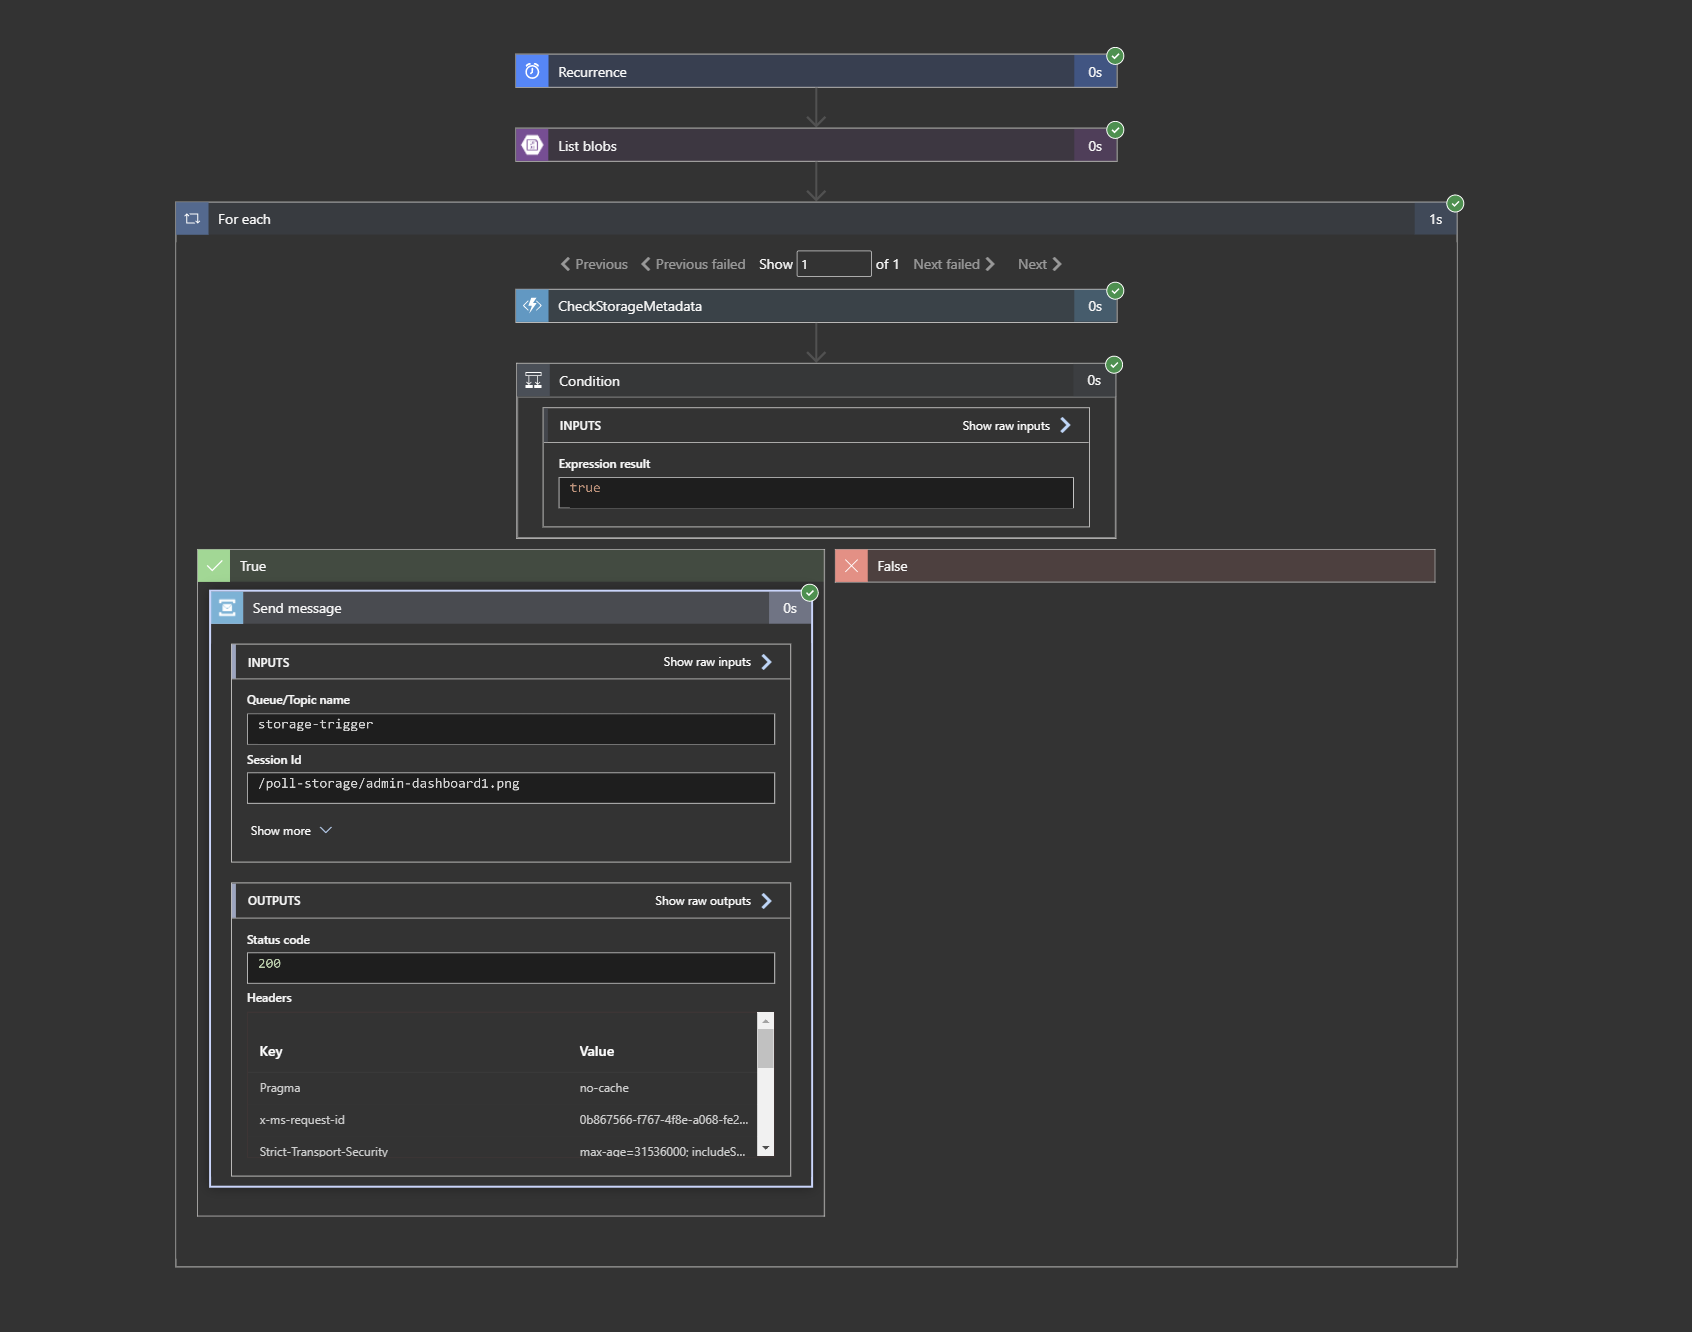 Recurrence 0s
List blobs 0s
For each 1s
Previous Previous failed Show 1 of 1 Next failed Next
CheckStorageMetadata 0s
Condition 0s
INPUTS Show raw inputs
Expression result
true
True
False
Send message 0s
INPUTS Show raw inputs
Queue/Topic name
storage-trigger
Session Id
/poll-storage/admin-dashboard1.png
Show more
OUTPUTS Show raw outputs
Status code
200
Headers
Key Value
Pragma no-cache
x-ms-request-id 0b867566-f767-4f8e-a068-fe2...
Strict-Transport-Security max-age=31536000; includeS...